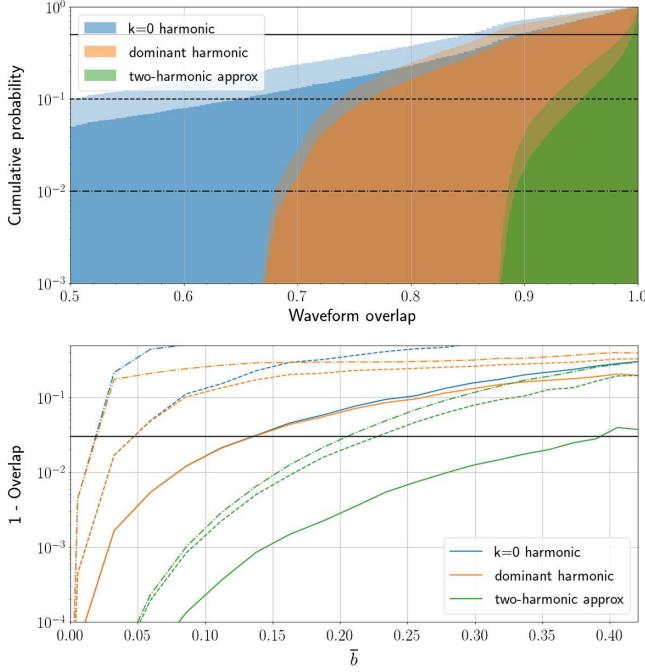 10^0
10^-1
10^-2
10^-3
Cumulative probability
k=0 harmonic
dominant harmonic
two-harmonic approx
0.5 0.6 0.7 0.8 0.9 1.0
Waveform overlap
10^-1
10^-2
10^-3
10^-4
1 - Overlap
k=0 harmonic
dominant harmonic
two-harmonic approx
0.00 0.05 0.10 0.15 0.20 0.25 0.30 0.35 0.40
b̅